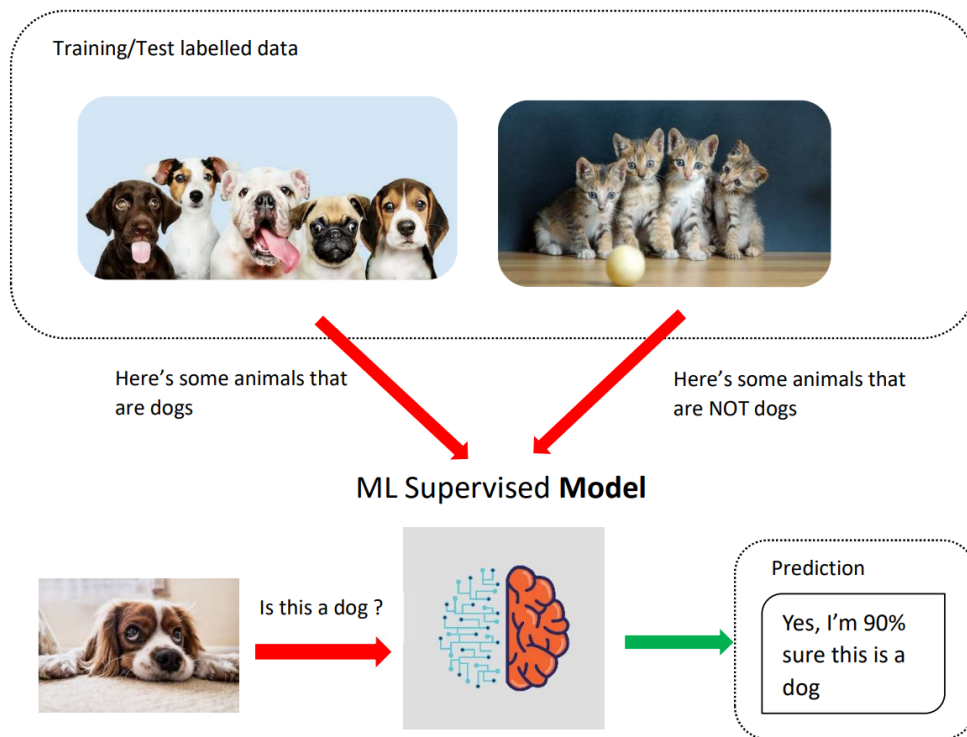 Training/Test labelled data
Here's some animals that
are dogs
Here's some animals that
are NOT dogs
ML Supervised Model
Is this a dog ?
Prediction
Yes, I'm 90%
sure this is a
dog